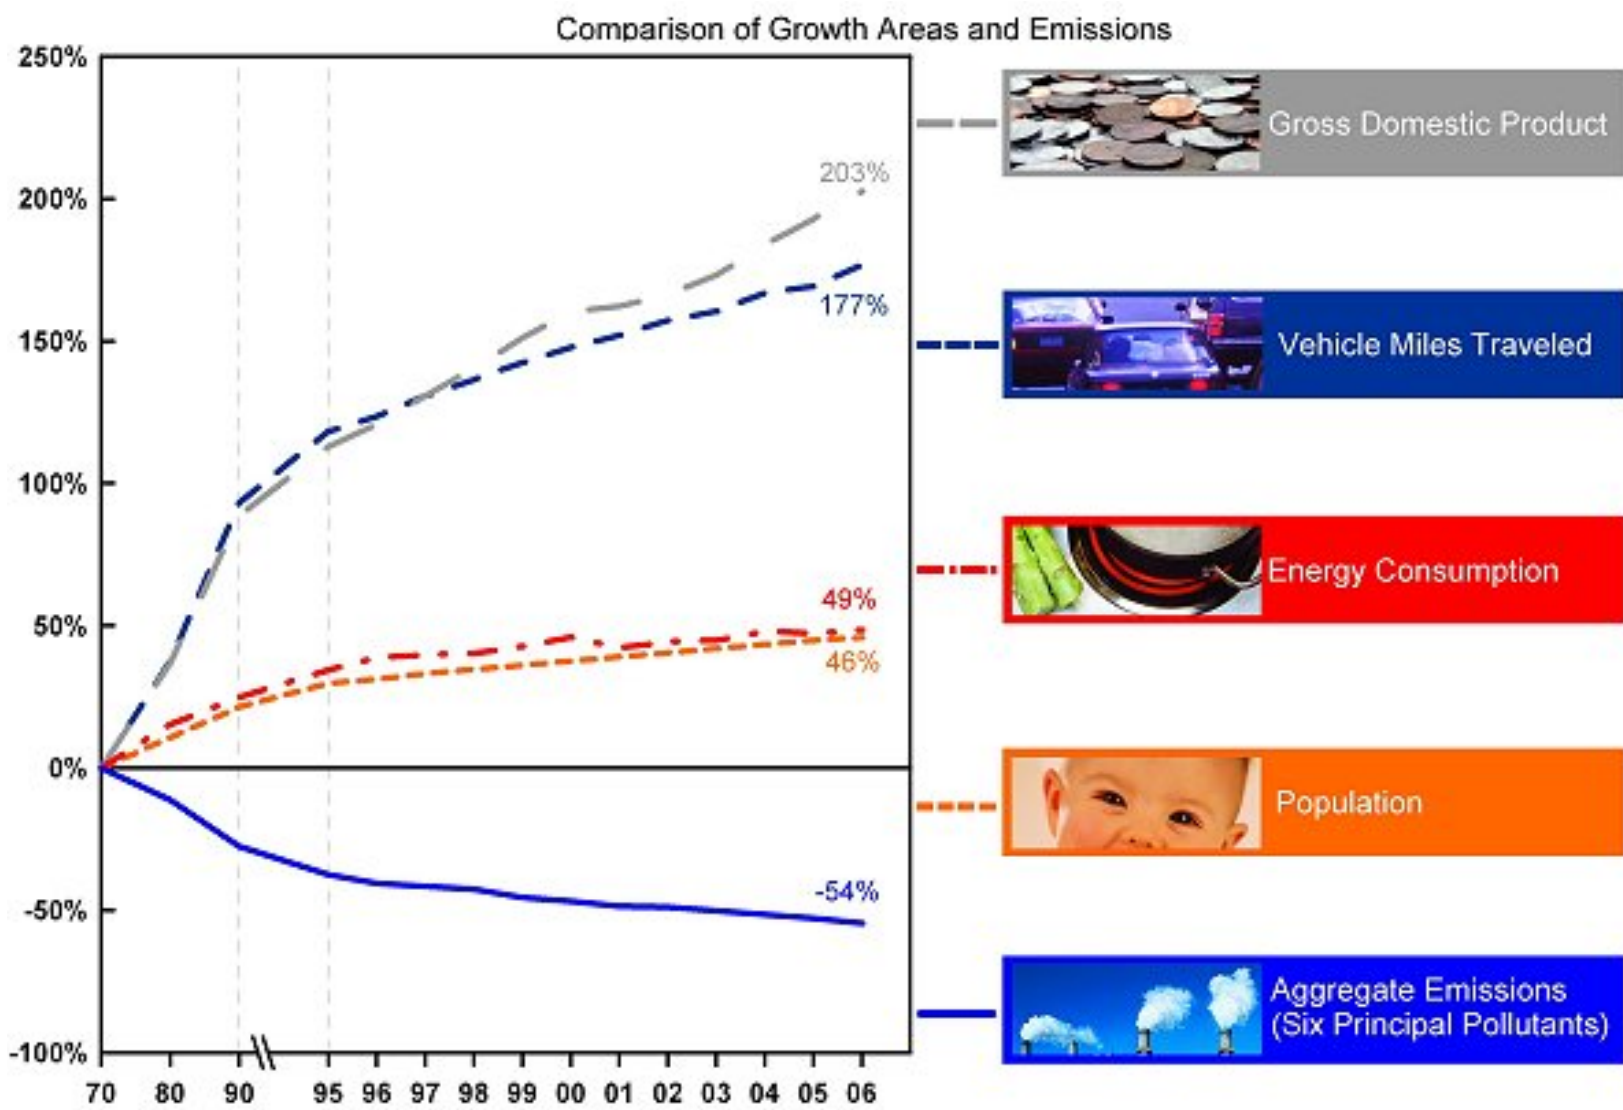 Comparison of Growth Areas and Emissions
250%
200%
150%
100%
50%
0%
-50%
-100%
203%
177%
49%
46%
-54%
70 80 90 95 96 97 98 99 00 01 02 03 04 05 06
Gross Domestic Product
Vehicle Miles Traveled
Energy Consumption
Population
Aggregate Emissions
(Six Principal Pollutants)